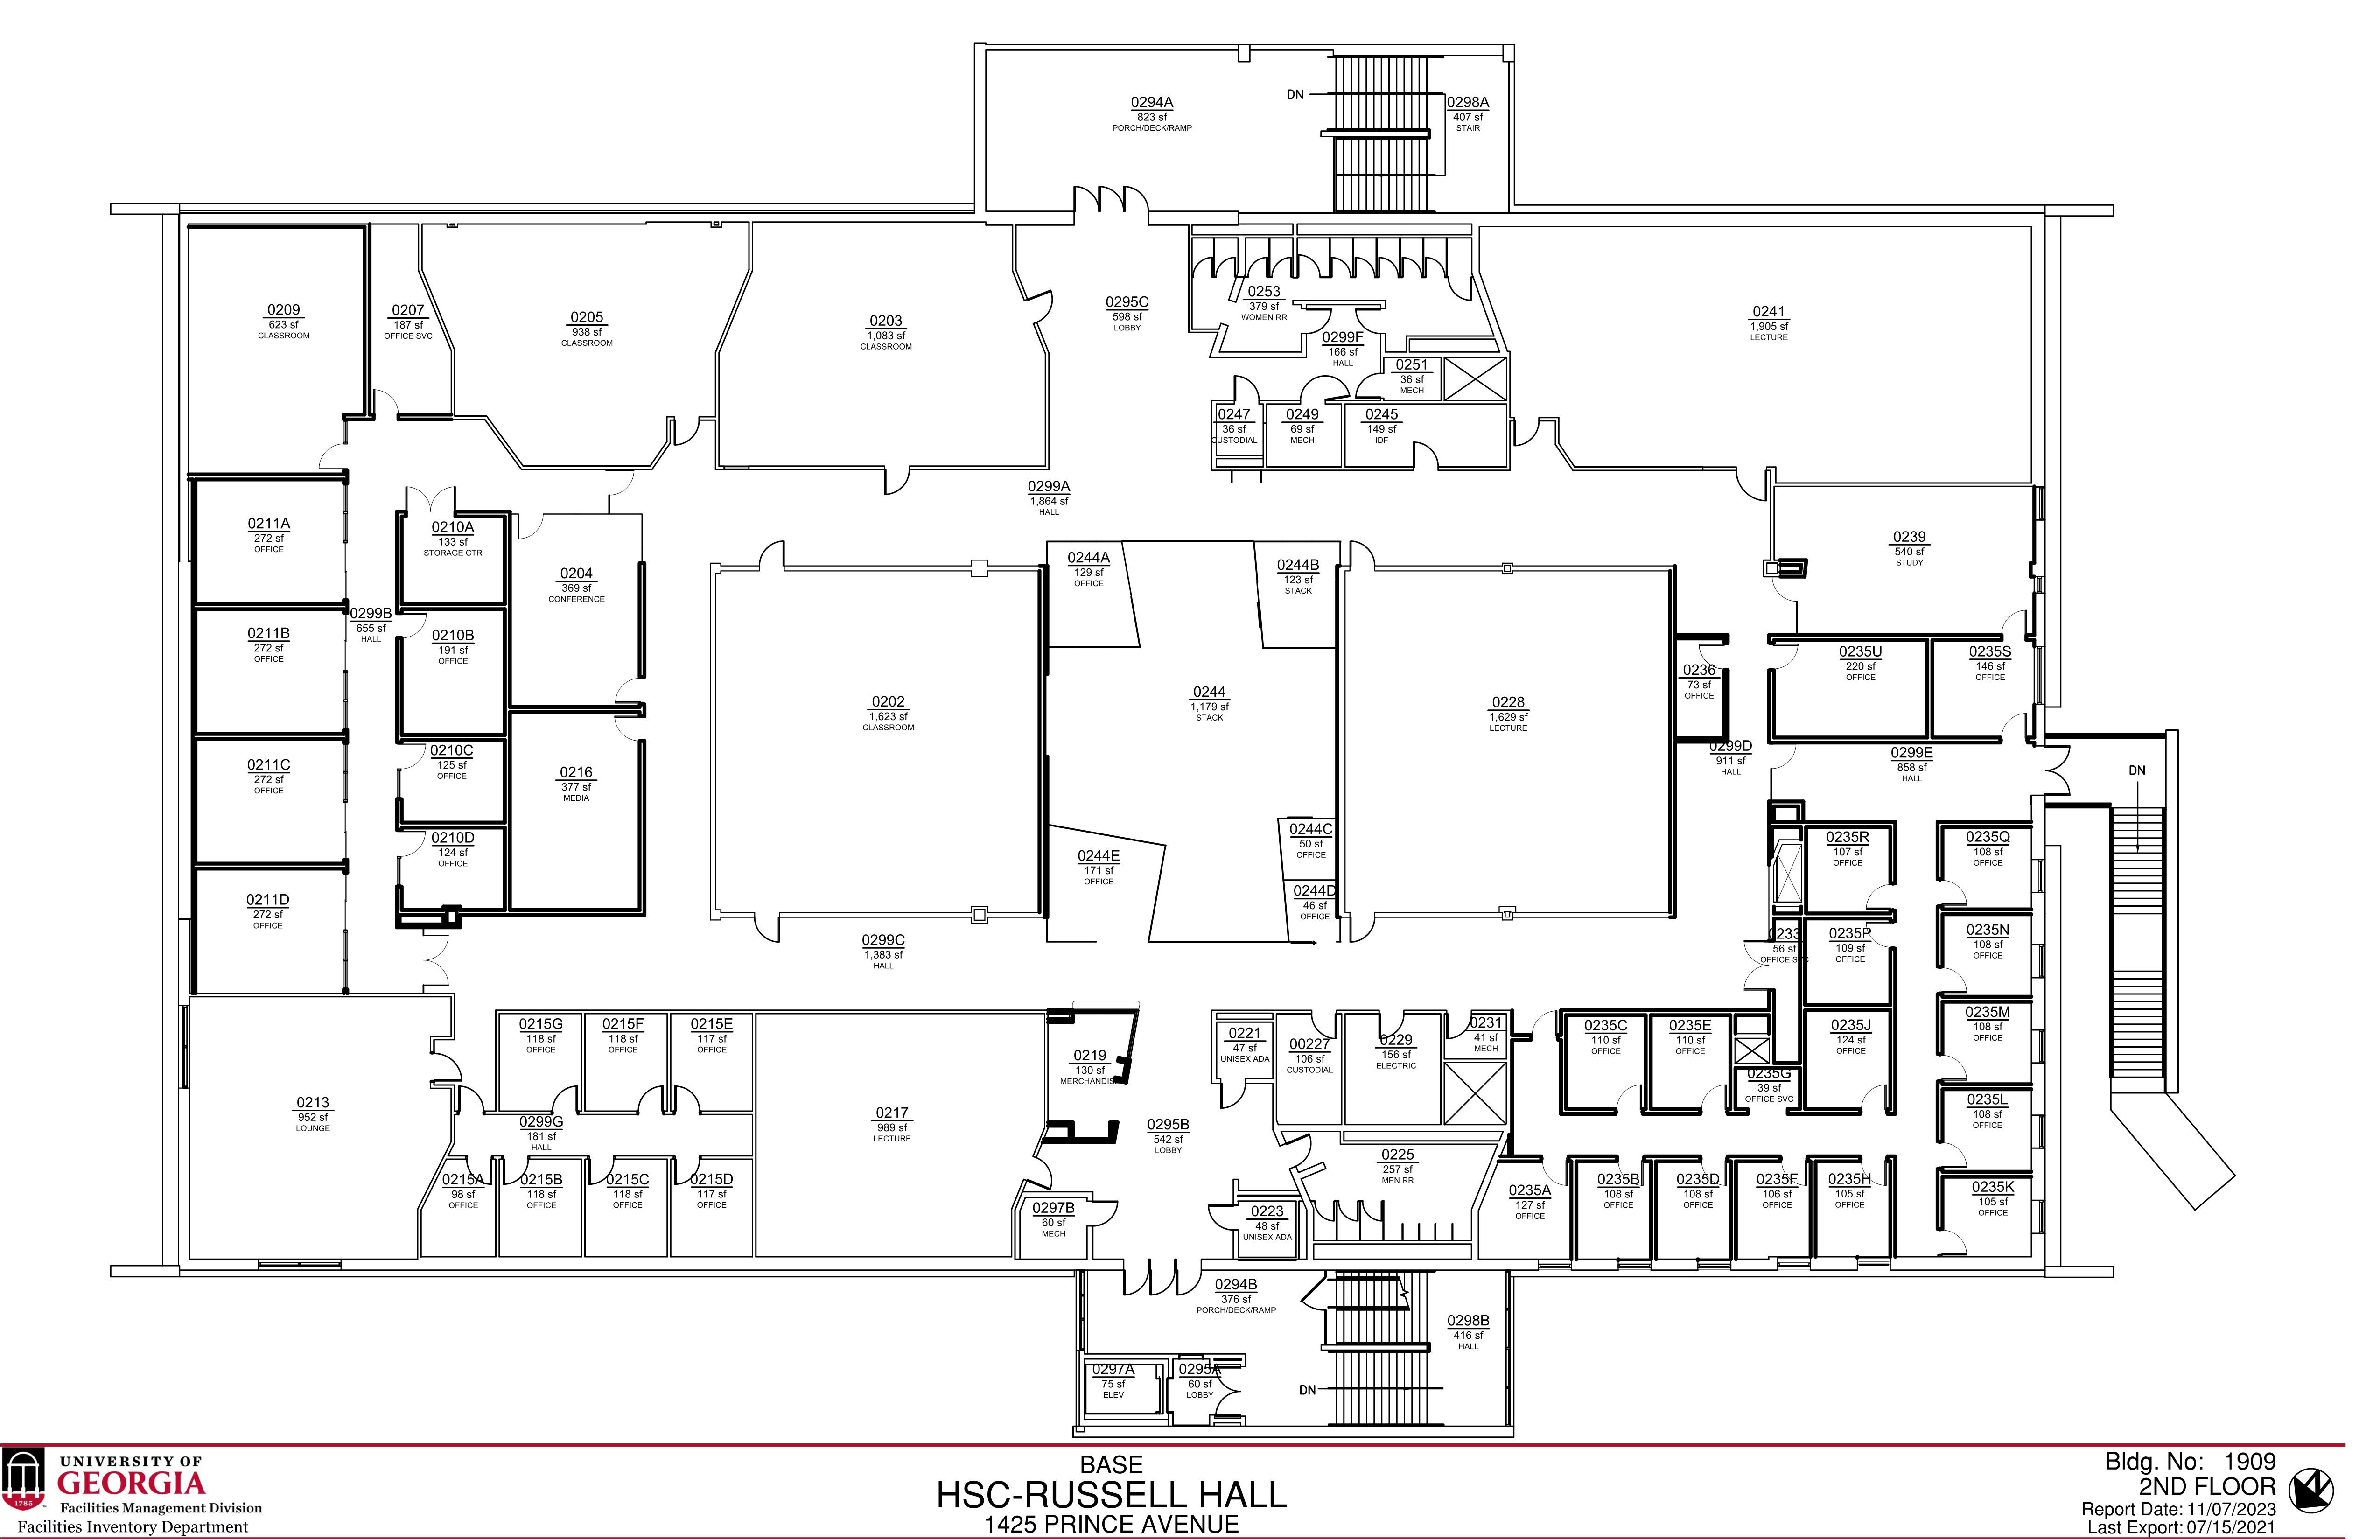 0294A
823 sf
PORCH/DECK/RAMP
DN
0298A
407 sf
STAIR
0209
623 sf
CLASSROOM
0207
187 sf
OFFICE SVC
0205
938 sf
CLASSROOM
0203
1,083 sf
CLASSROOM
0295C
598 sf
LOBBY
0253
379 sf
WOMEN RR
0299F
166 sf
HALL
0251
36 sf
MECH
0241
1,905 sf
LECTURE
0247
36 sf
CUSTODIAL
0249
69 sf
MECH
0245
149 sf
IDF
0299A
1,864 sf
HALL
0211A
272 sf
OFFICE
0210A
133 sf
STORAGE CTR
0204
369 sf
CONFERENCE
0244A
129 sf
OFFICE
0244B
123 sf
STACK
0239
540 sf
STUDY
0299B
655 sf
HALL
0211B
272 sf
OFFICE
0210B
191 sf
OFFICE
0202
1,623 sf
CLASSROOM
0244
1,179 sf
STACK
0228
1,629 sf
LECTURE
0236
73 sf
OFFICE
0235U
220 sf
OFFICE
0235S
146 sf
OFFICE
0211C
272 sf
OFFICE
0210C
125 sf
OFFICE
0216
377 sf
MEDIA
0299D
911 sf
HALL
0299E
858 sf
HALL
DN
0211D
272 sf
OFFICE
0210D
124 sf
OFFICE
0244E
171 sf
OFFICE
0244C
50 sf
OFFICE
0244D
46 sf
OFFICE
0235R
107 sf
OFFICE
0235Q
108 sf
OFFICE
0299C
1,383 sf
HALL
0233
56 sf
OFFICE SVC
0235P
109 sf
OFFICE
0235N
108 sf
OFFICE
0213
952 sf
LOUNGE
0215G
118 sf
OFFICE
0215F
118 sf
OFFICE
0215E
117 sf
OFFICE
0217
989 sf
LECTURE
0219
130 sf
MERCHANDISE
0221
47 sf
UNISEX ADA
00227
106 sf
CUSTODIAL
0229
156 sf
ELECTRIC
0231
41 sf
MECH
0235C
110 sf
OFFICE
0235E
110 sf
OFFICE
0235G
39 sf
OFFICE SVC
0235J
124 sf
OFFICE
0235M
108 sf
OFFICE
0235L
108 sf
OFFICE
0299G
181 sf
HALL
0295B
542 sf
LOBBY
0215A
98 sf
OFFICE
0215B
118 sf
OFFICE
0215C
118 sf
OFFICE
0215D
117 sf
OFFICE
0297B
60 sf
MECH
0223
48 sf
UNISEX ADA
0225
257 sf
MEN RR
0235A
127 sf
OFFICE
0235B
108 sf
OFFICE
0235D
108 sf
OFFICE
0235F
106 sf
OFFICE
0235H
105 sf
OFFICE
0235K
105 sf
OFFICE
0294B
376 sf
PORCH/DECK/RAMP
0298B
416 sf
HALL
0297A
75 sf
ELEV
0295A
60 sf
LOBBY
DN
1785
UNIVERSITY OF
GEORGIA
Facilities Management Division
Facilities Inventory Department
BASE
HSC-RUSSELL HALL
1425 PRINCE AVENUE
Bldg. No: 1909
2ND FLOOR
Report Date: 11/07/2023
Last Export: 07/15/2021